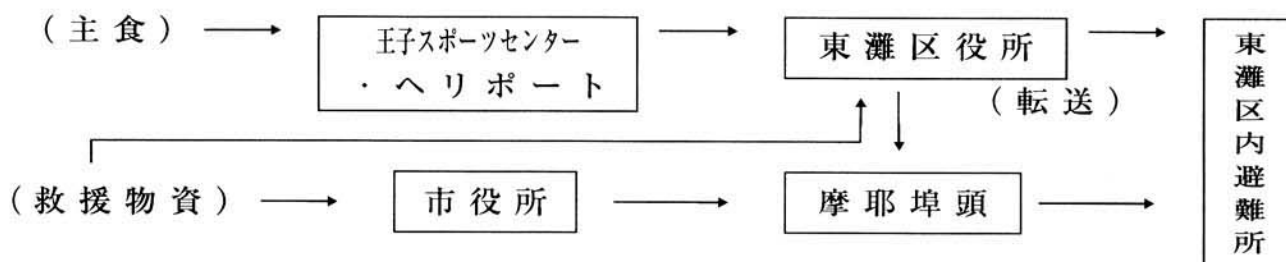 (主食)
王子スポーツセンター
・ヘリポート
東灘区役所
(転送)
(救援物資)
市役所
摩耶埠頭
東灘区内避難所